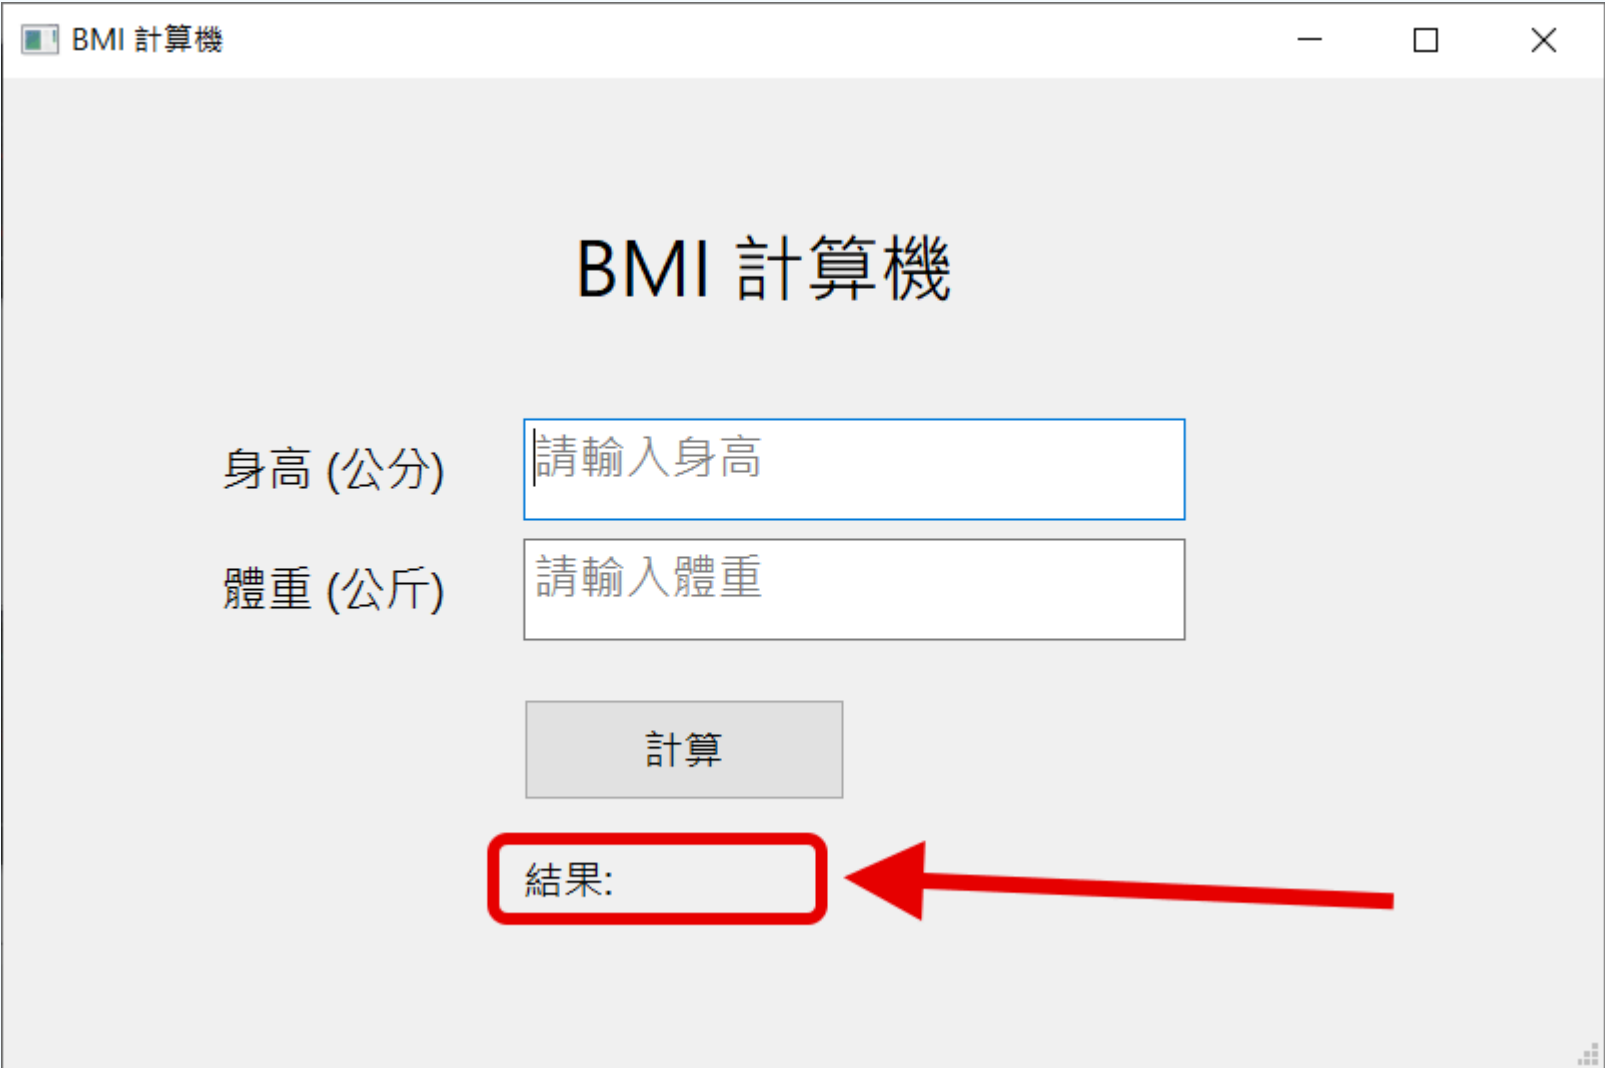 BMI 計算機
BMI 計算機
身高 (公分)
請輸入身高
體重 (公斤)
請輸入體重
計算
結果: